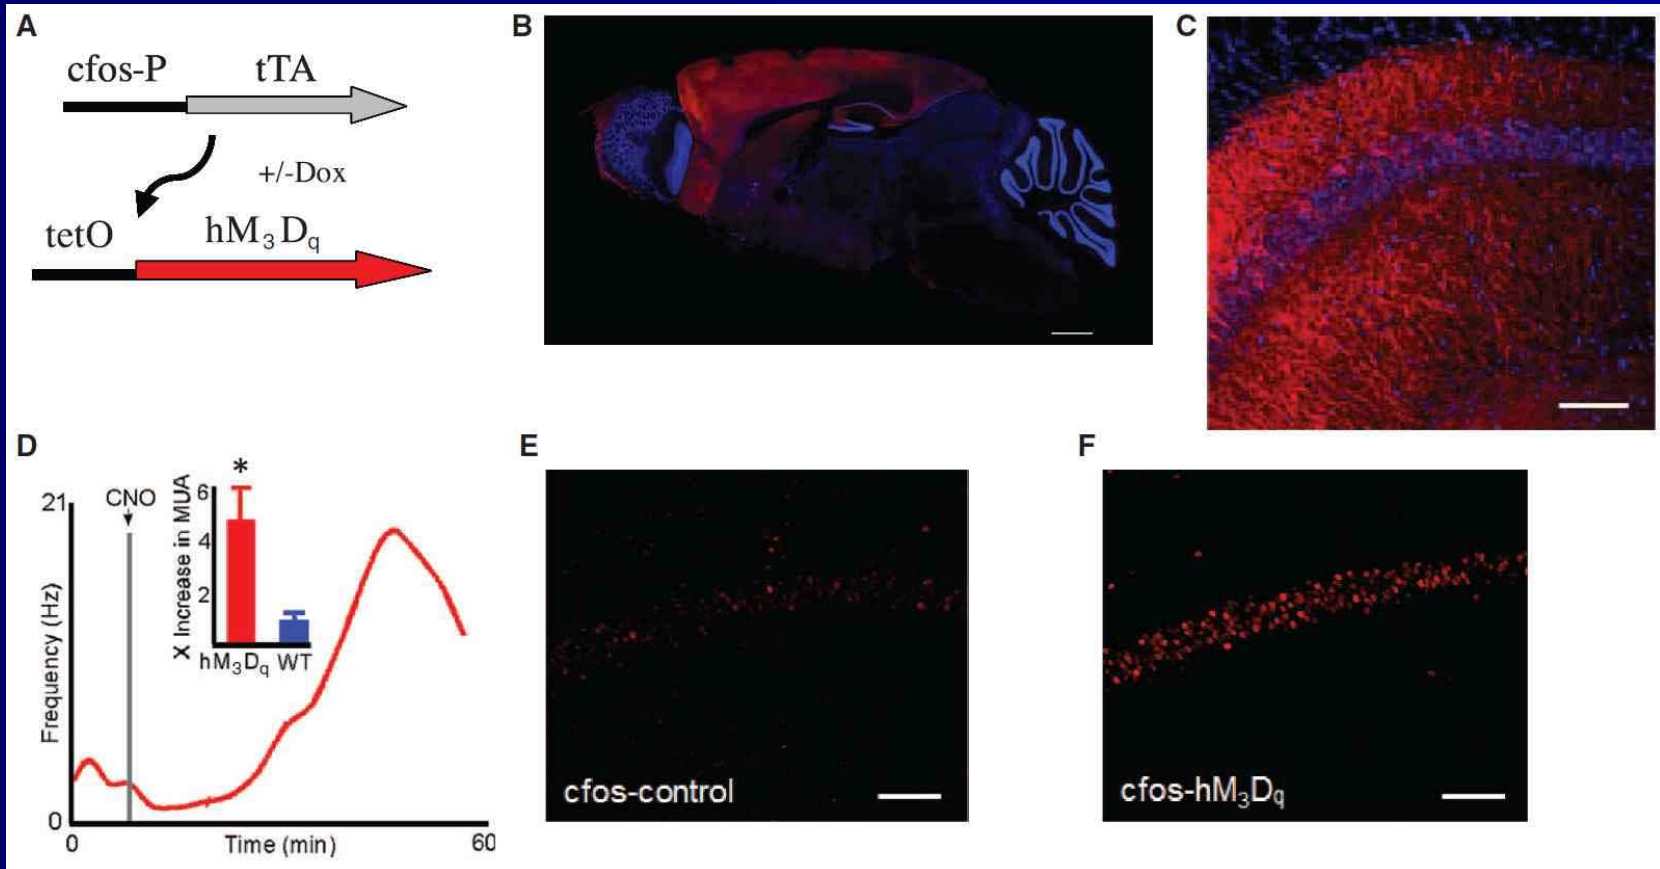 A
cfos-P tTA
+/-Dox
tetO hM₃Dq
B
C
D
21
CNO
*
X Increase in MUA
6
4
2
hM₃Dq WT
Frequency (Hz)
0
0 Time (min) 60
E
cfos-control
F
cfos-hM₃Dq